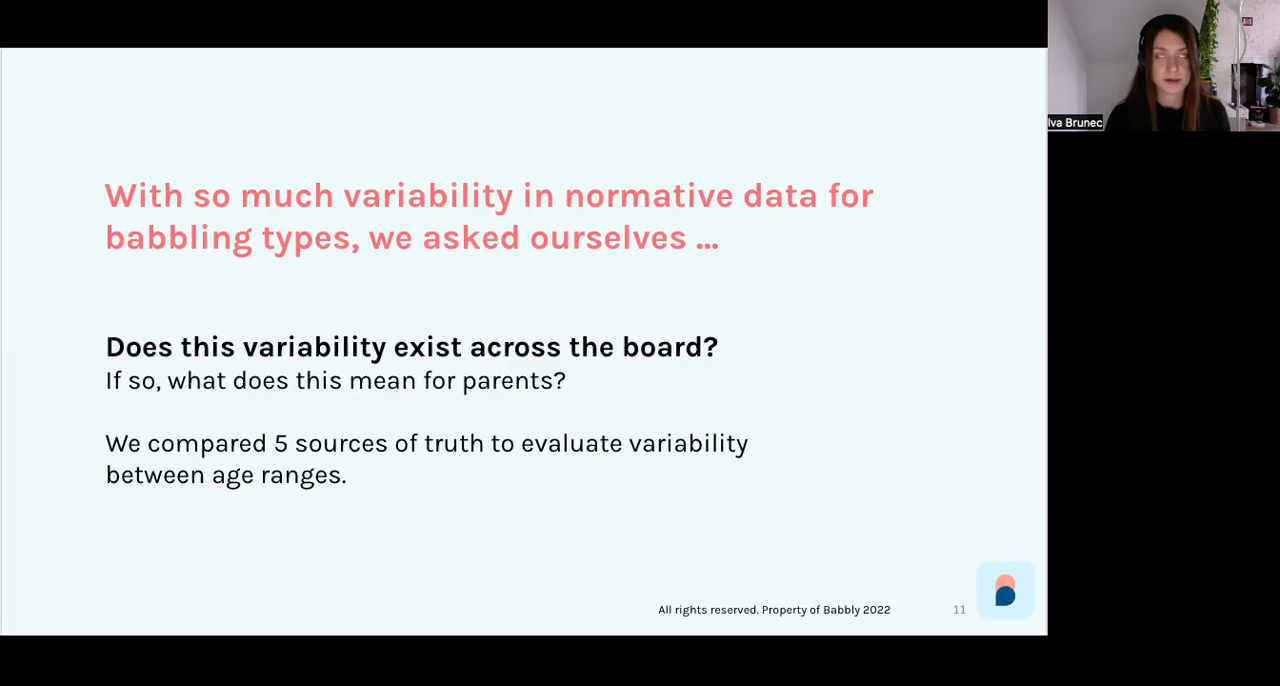 With so much variability in normative data for
babbling types, we asked ourselves ...
Does this variability exist across the board?
If so, what does this mean for parents?
We compared 5 sources of truth to evaluate variability
between age ranges.
All rights reserved. Property of Babbly 2022
11
Iva Brunec